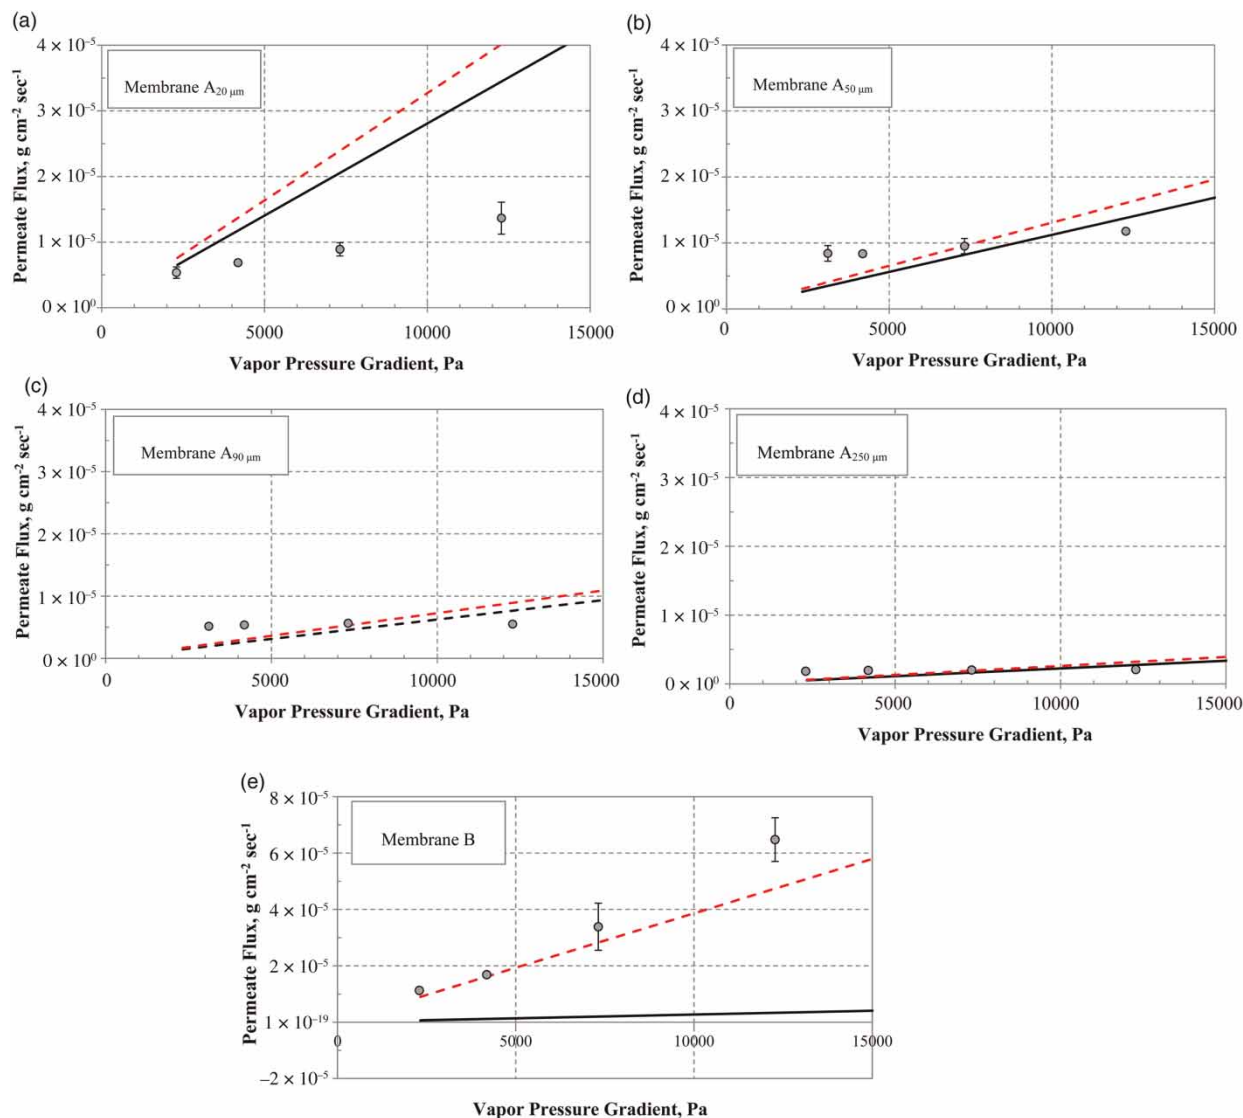 (a)
4 × 10⁻⁵
Membrane A₂₀ μm
3 × 10⁻⁵
2 × 10⁻⁵
1 × 10⁻⁵
0 × 10⁰
Permeate Flux, g cm⁻² sec⁻¹
0 5000 10000 15000
Vapor Pressure Gradient, Pa
(b)
4 × 10⁻⁵
Membrane A₅₀ μm
3 × 10⁻⁵
2 × 10⁻⁵
1 × 10⁻⁵
0 × 10⁰
Permeate Flux, g cm⁻² sec⁻¹
0 5000 10000 15000
Vapor Pressure Gradient, Pa
(c)
4 × 10⁻⁵
Membrane A₉₀ μm
3 × 10⁻⁵
2 × 10⁻⁵
1 × 10⁻⁵
0 × 10⁰
Permeate Flux, g cm⁻² sec⁻¹
0 5000 10000 15000
Vapor Pressure Gradient, Pa
(d)
4 × 10⁻⁵
Membrane A₂₅₀ μm
3 × 10⁻⁵
2 × 10⁻⁵
1 × 10⁻⁵
0 × 10⁰
Permeate Flux, g cm⁻² sec⁻¹
0 5000 10000 15000
Vapor Pressure Gradient, Pa
(e)
8 × 10⁻⁵
Membrane B
6 × 10⁻⁵
4 × 10⁻⁵
2 × 10⁻⁵
1 × 10⁻¹⁹
−2 × 10⁻⁵
Permeate Flux, g cm⁻² sec⁻¹
0 5000 10000 15000
Vapor Pressure Gradient, Pa